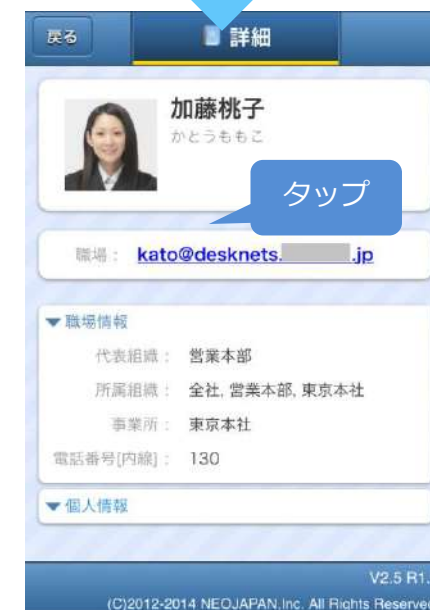 戻る
詳細
加藤桃子
かとうももこ
タップ
職場 : kato@desknets. .jp
▼職場情報
代表組織 : 営業本部
所属組織 : 全社, 営業本部, 東京本社
事業所 : 東京本社
電話番号[内線] : 130
▼個人情報
V2.5 R1.
(C)2012-2014 NEOJAPAN,Inc. All Rights Reserved